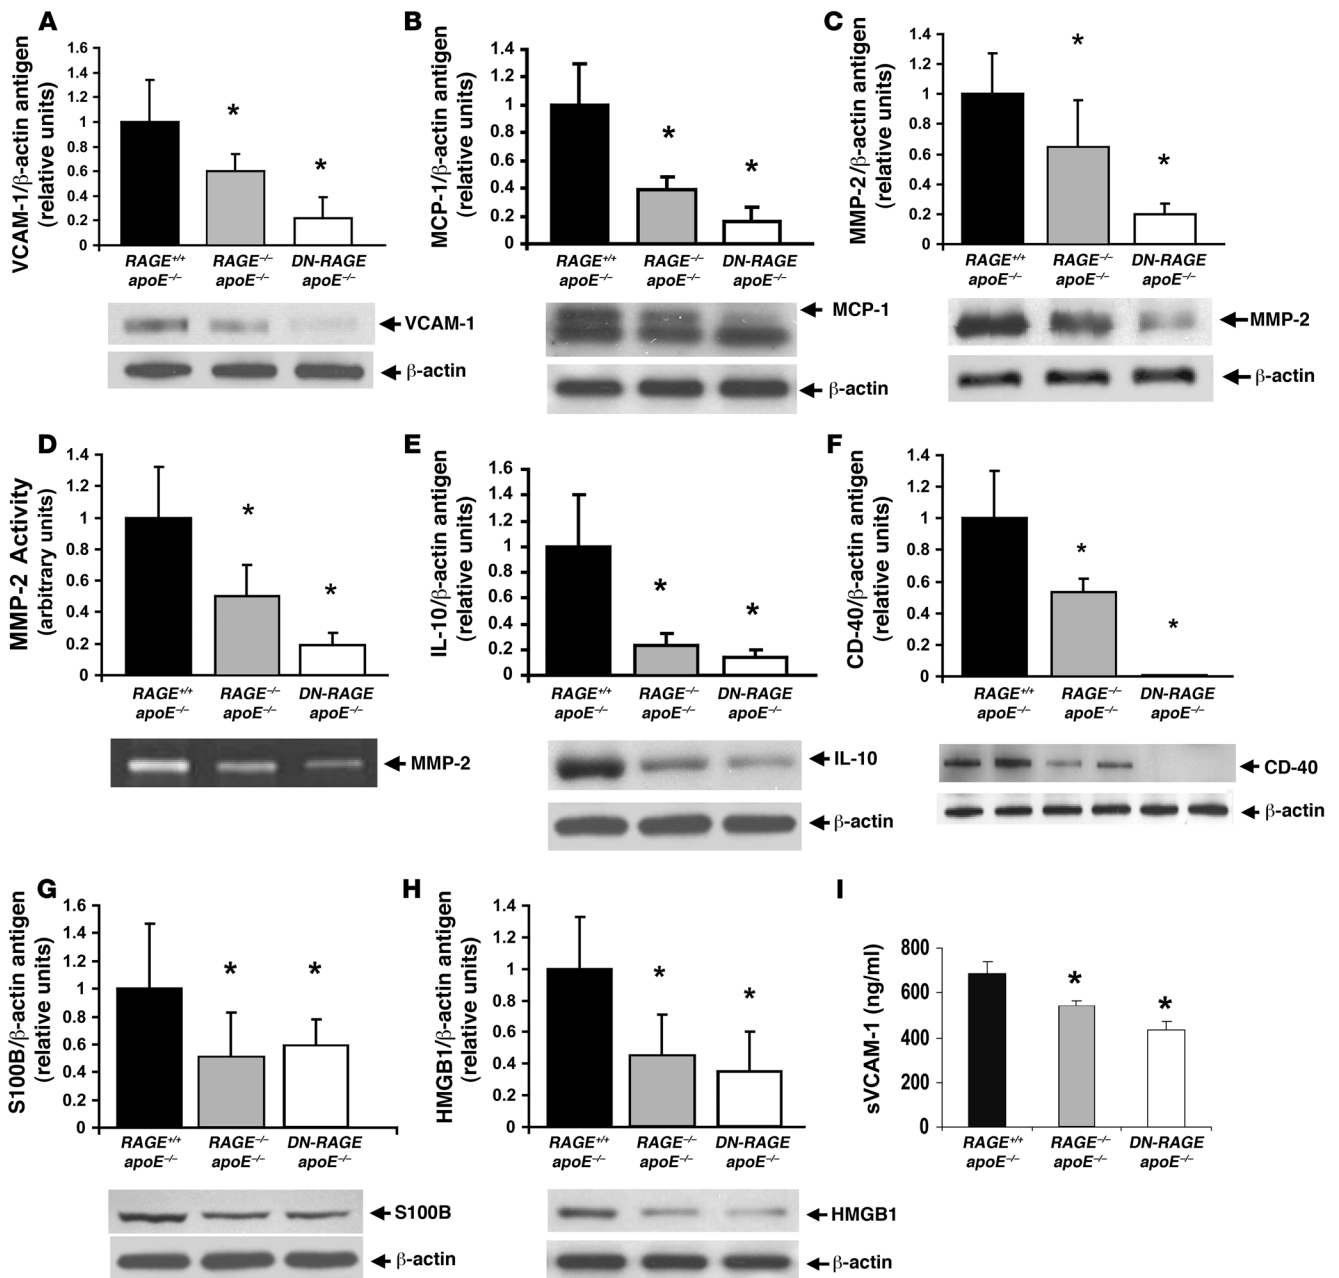 A
VCAM-1/β-actin antigen
(relative units)
1.6
1.4
1.2
1
0.8
0.6
0.4
0.2
0
*
*
RAGE+/+ RAGE–/– DN-RAGE
apoE–/– apoE–/– apoE–/–
VCAM-1
β-actin
B
MCP-1/β-actin antigen
(relative units)
1.4
1.2
1
0.8
0.6
0.4
0.2
0
*
*
RAGE+/+ RAGE–/– DN-RAGE
apoE–/– apoE–/– apoE–/–
MCP-1
β-actin
C
MMP-2/β-actin antigen
(relative units)
1.4
1.2
1
0.8
0.6
0.4
0.2
0
*
*
RAGE+/+ RAGE–/– DN-RAGE
apoE–/– apoE–/– apoE–/–
MMP-2
β-actin
D
MMP-2 Activity
(arbitrary units)
1.4
1.2
1
0.8
0.6
0.4
0.2
0
*
*
RAGE+/+ RAGE–/– DN-RAGE
apoE–/– apoE–/– apoE–/–
MMP-2
E
IL-10/β-actin antigen
(relative units)
1.6
1.4
1.2
1
0.8
0.6
0.4
0.2
0
*
*
RAGE+/+ RAGE–/– DN-RAGE
apoE–/– apoE–/– apoE–/–
IL-10
β-actin
F
CD-40/β-actin antigen
(relative units)
1.4
1.2
1
0.8
0.6
0.4
0.2
0
*
*
RAGE+/+ RAGE–/– DN-RAGE
apoE–/– apoE–/– apoE–/–
CD-40
β-actin
G
S100B/β-actin antigen
(relative units)
1.6
1.4
1.2
1
0.8
0.6
0.4
0.2
0
*
*
RAGE+/+ RAGE–/– DN-RAGE
apoE–/– apoE–/– apoE–/–
S100B
β-actin
H
HMGB1/β-actin antigen
(relative units)
1.4
1.2
1
0.8
0.6
0.4
0.2
0
*
*
RAGE+/+ RAGE–/– DN-RAGE
apoE–/– apoE–/– apoE–/–
HMGB1
β-actin
I
sVCAM-1 (ng/ml)
800
600
400
200
0
*
*
RAGE+/+ RAGE–/– DN-RAGE
apoE–/– apoE–/– apoE–/–